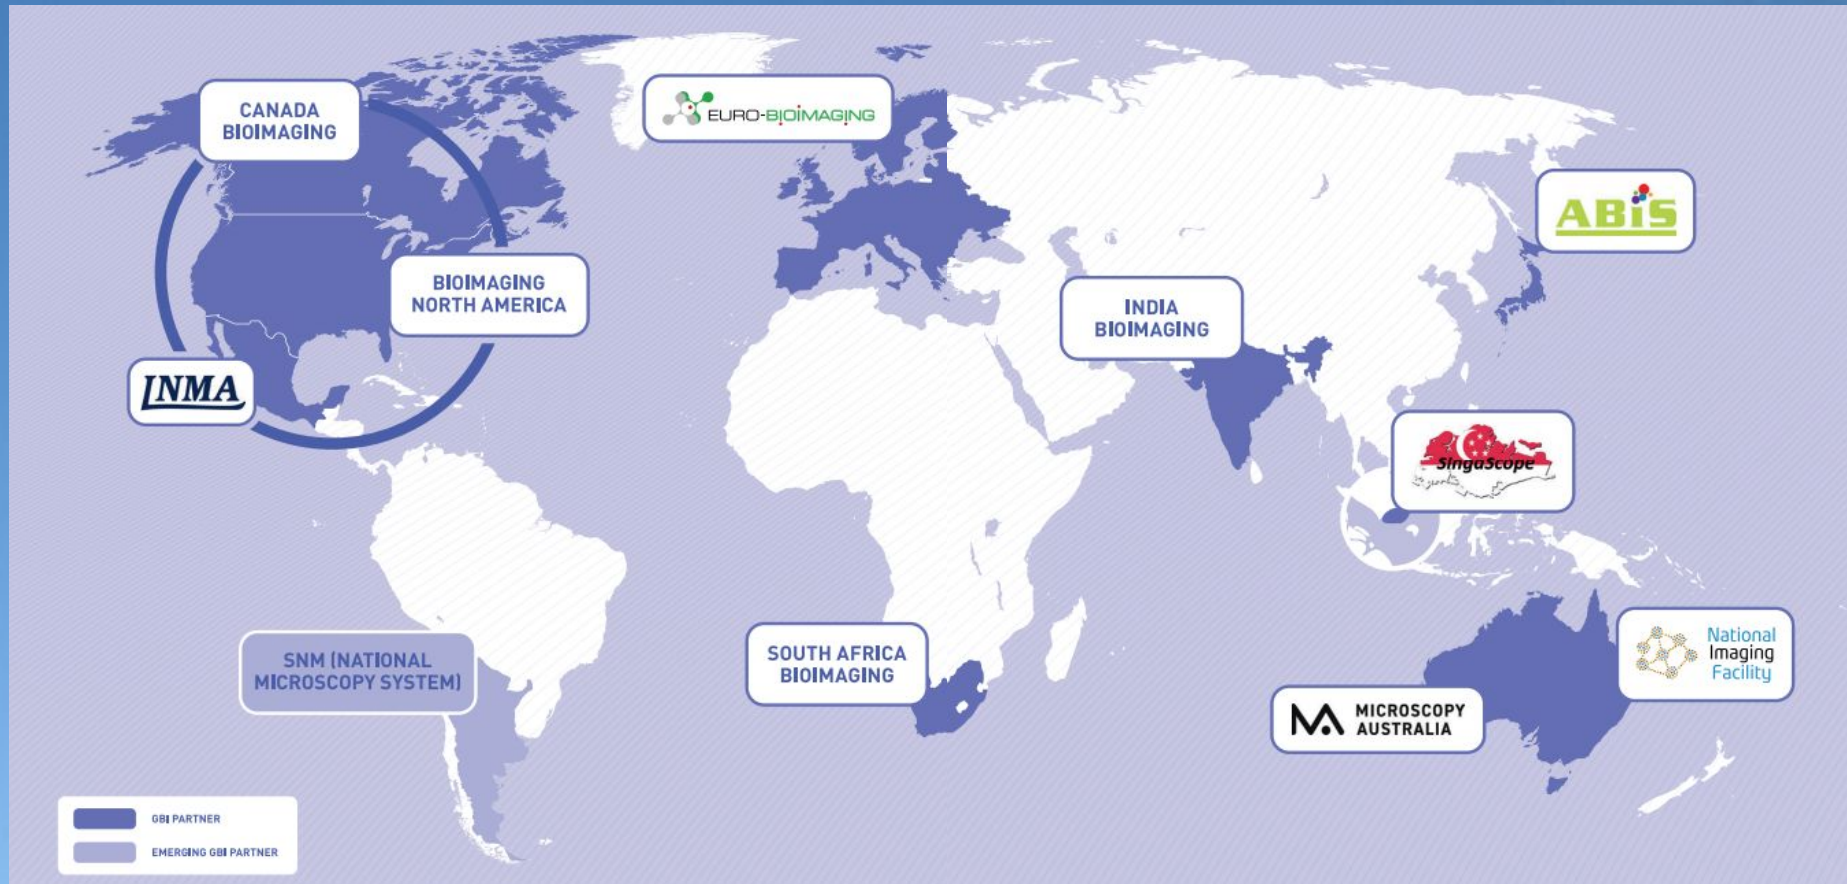 CANADA
BIOIMAGING
EURO-BIOIMAGING
ABiS
BIOIMAGING
NORTH AMERICA
INDIA
BIOIMAGING
LNMA
SingaScope
SNM (NATIONAL
MICROSCOPY SYSTEM)
SOUTH AFRICA
BIOIMAGING
National
Imaging
Facility
MICROSCOPY
AUSTRALIA
GBI PARTNER
EMERGING GBI PARTNER